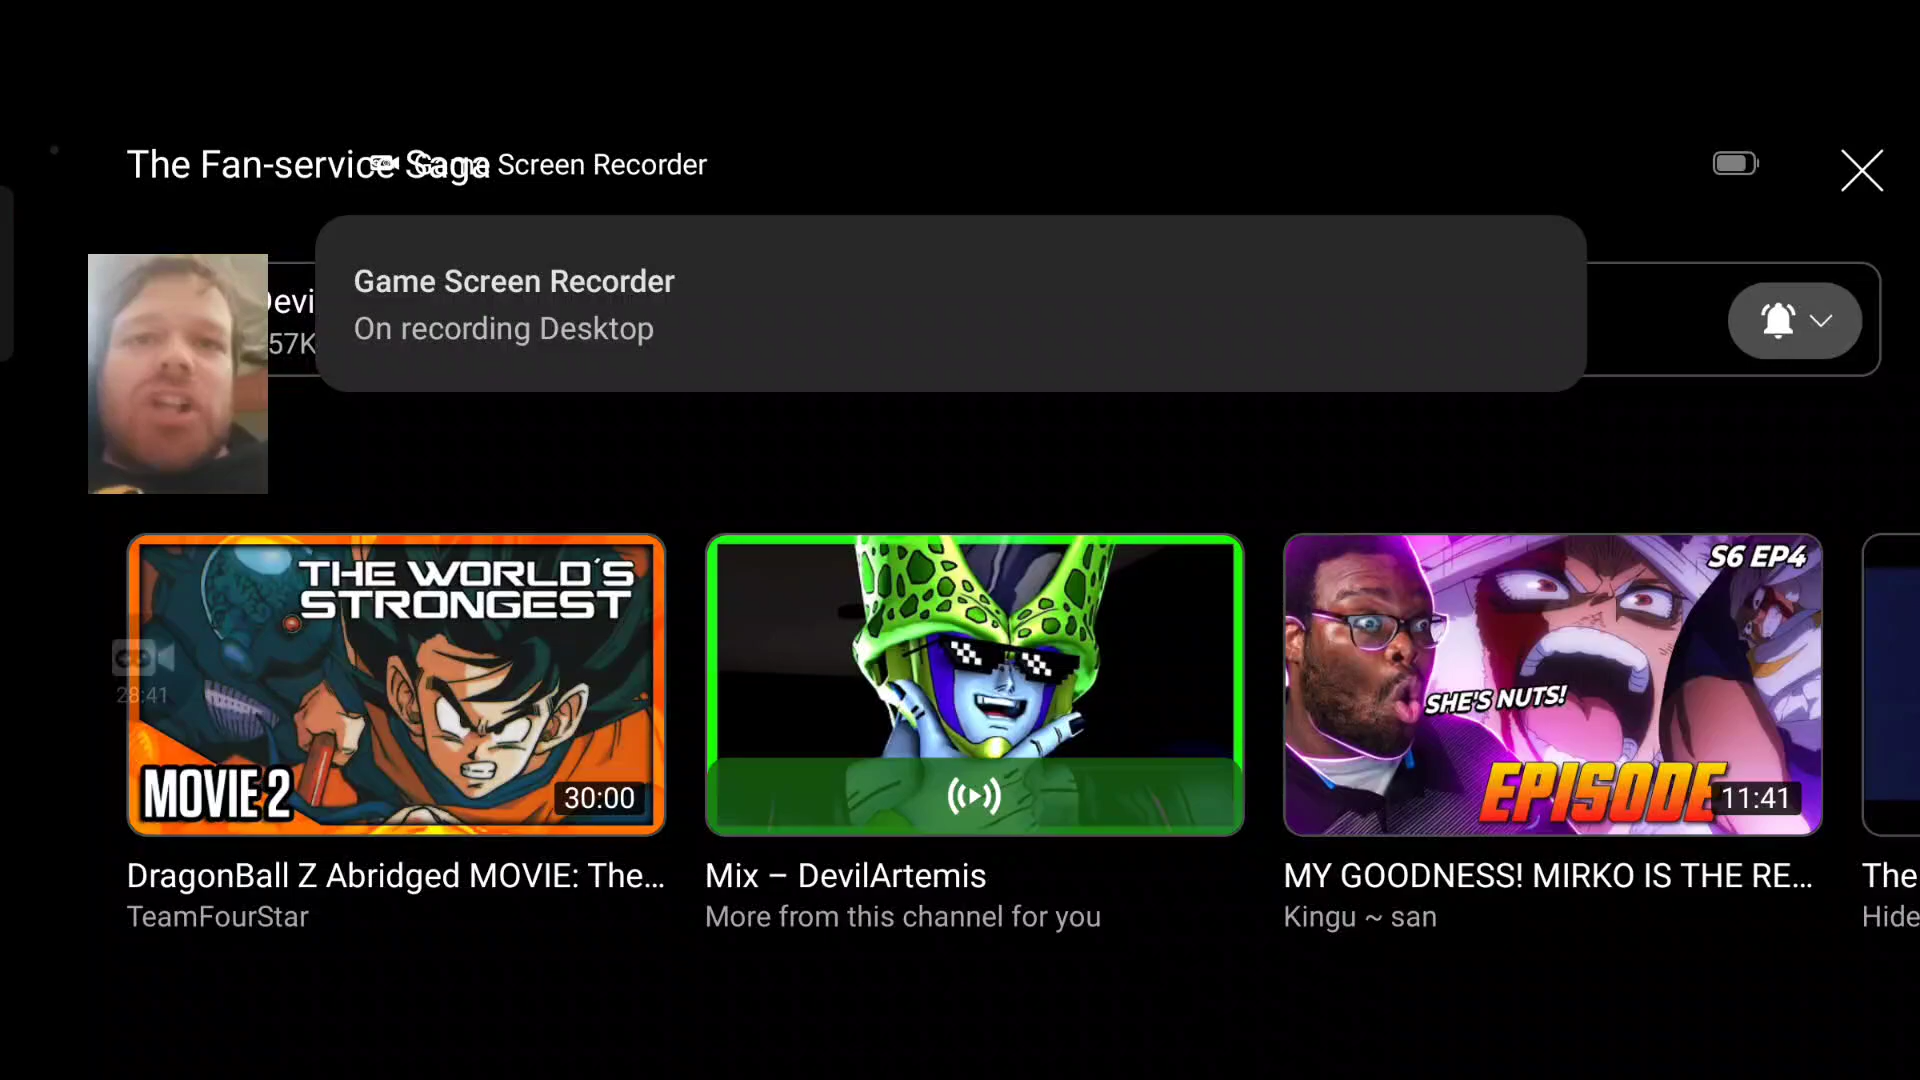 The Fan-service Saga
Game Screen Recorder
Game Screen Recorder
On recording Desktop
Devi
57K
THE WORLD'S
STRONGEST
MOVIE 2
30:00
28:41
S6 EP4
SHE'S NUTS!
EPISODE
11:41
DragonBall Z Abridged MOVIE: The...
TeamFourStar
Mix – DevilArtemis
More from this channel for you
MY GOODNESS! MIRKO IS THE RE...
Kingu ~ san
The
Hide